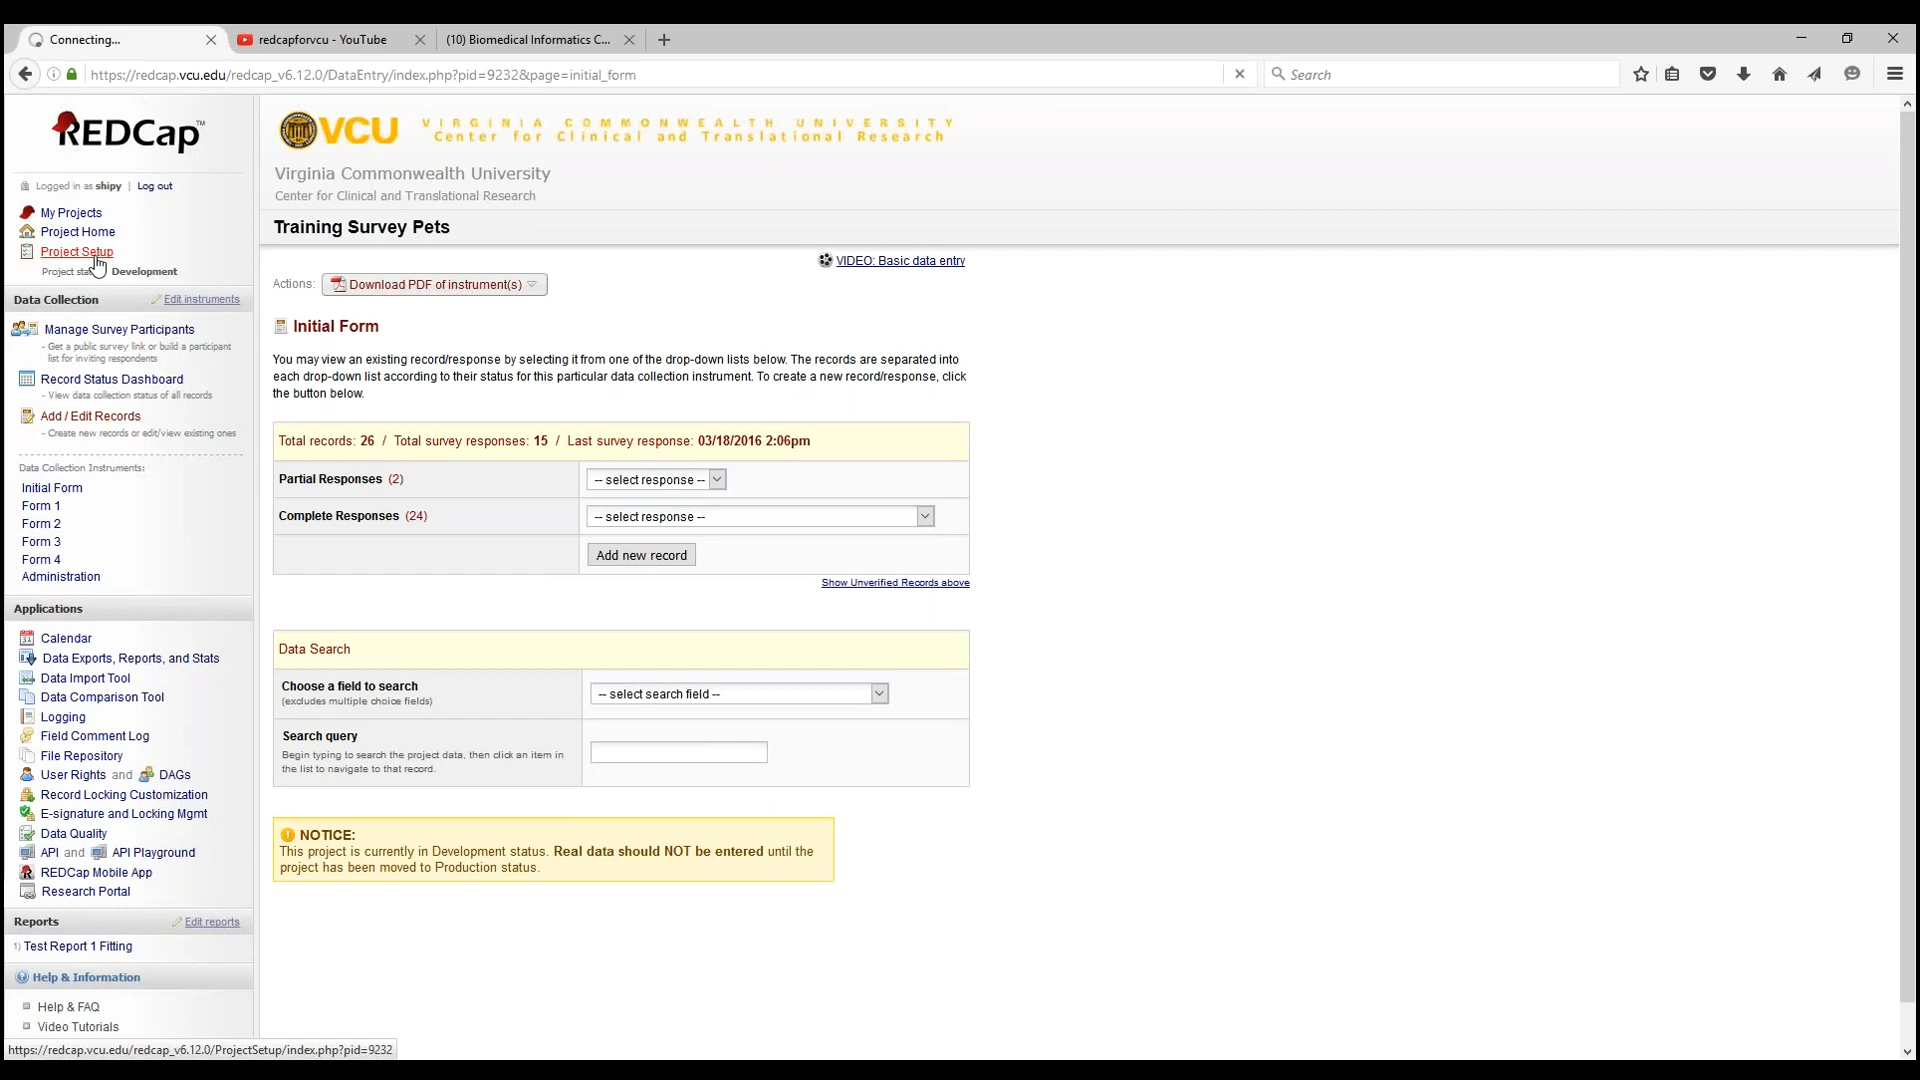 Connecting...
redcapforvcu - YouTube
(10) Biomedical Informatics C...
https://redcap.vcu.edu/redcap_v6.12.0/DataEntry/index.php?pid=9232&page=initial_form
Search
REDCap™
Logged in as shipy | Log out
My Projects
Project Home
Project Setup
Development
Data Collection
Edit instruments
Manage Survey Participants
- Get a public survey link or build a participant
list for inviting respondents
Record Status Dashboard
- View data collection status of all records
Add / Edit Records
- Create new records or edit/view existing ones
Data Collection Instruments:
Initial Form
Form 1
Form 2
Form 3
Form 4
Administration
Applications
Calendar
Data Exports, Reports, and Stats
Data Import Tool
Data Comparison Tool
Logging
Field Comment Log
File Repository
User Rights and DAGs
Record Locking Customization
E-signature and Locking Mgmt
Data Quality
API and API Playground
REDCap Mobile App
Research Portal
Reports
Edit reports
1) Test Report 1 Fitting
Help & Information
Help & FAQ
Video Tutorials
https://redcap.vcu.edu/redcap_v6.12.0/ProjectSetup/index.php?pid=9232
VCU
VIRGINIA COMMONWEALTH UNIVERSITY
Center for Clinical and Translational Research
Virginia Commonwealth University
Center for Clinical and Translational Research
Training Survey Pets
VIDEO: Basic data entry
Actions:
Download PDF of instrument(s)
Initial Form
You may view an existing record/response by selecting it from one of the drop-down lists below. The records are separated into
each drop-down list according to their status for this particular data collection instrument. To create a new record/response, click
the button below.
Total records: 26 / Total survey responses: 15 / Last survey response: 03/18/2016 2:06pm
Partial Responses (2)
-- select response --
Complete Responses (24)
-- select response --
Add new record
Show Unverified Records above
Data Search
Choose a field to search
(excludes multiple choice fields)
-- select search field --
Search query
Begin typing to search the project data, then click an item in
the list to navigate to that record.
NOTICE:
This project is currently in Development status. Real data should NOT be entered until the
project has been moved to Production status.